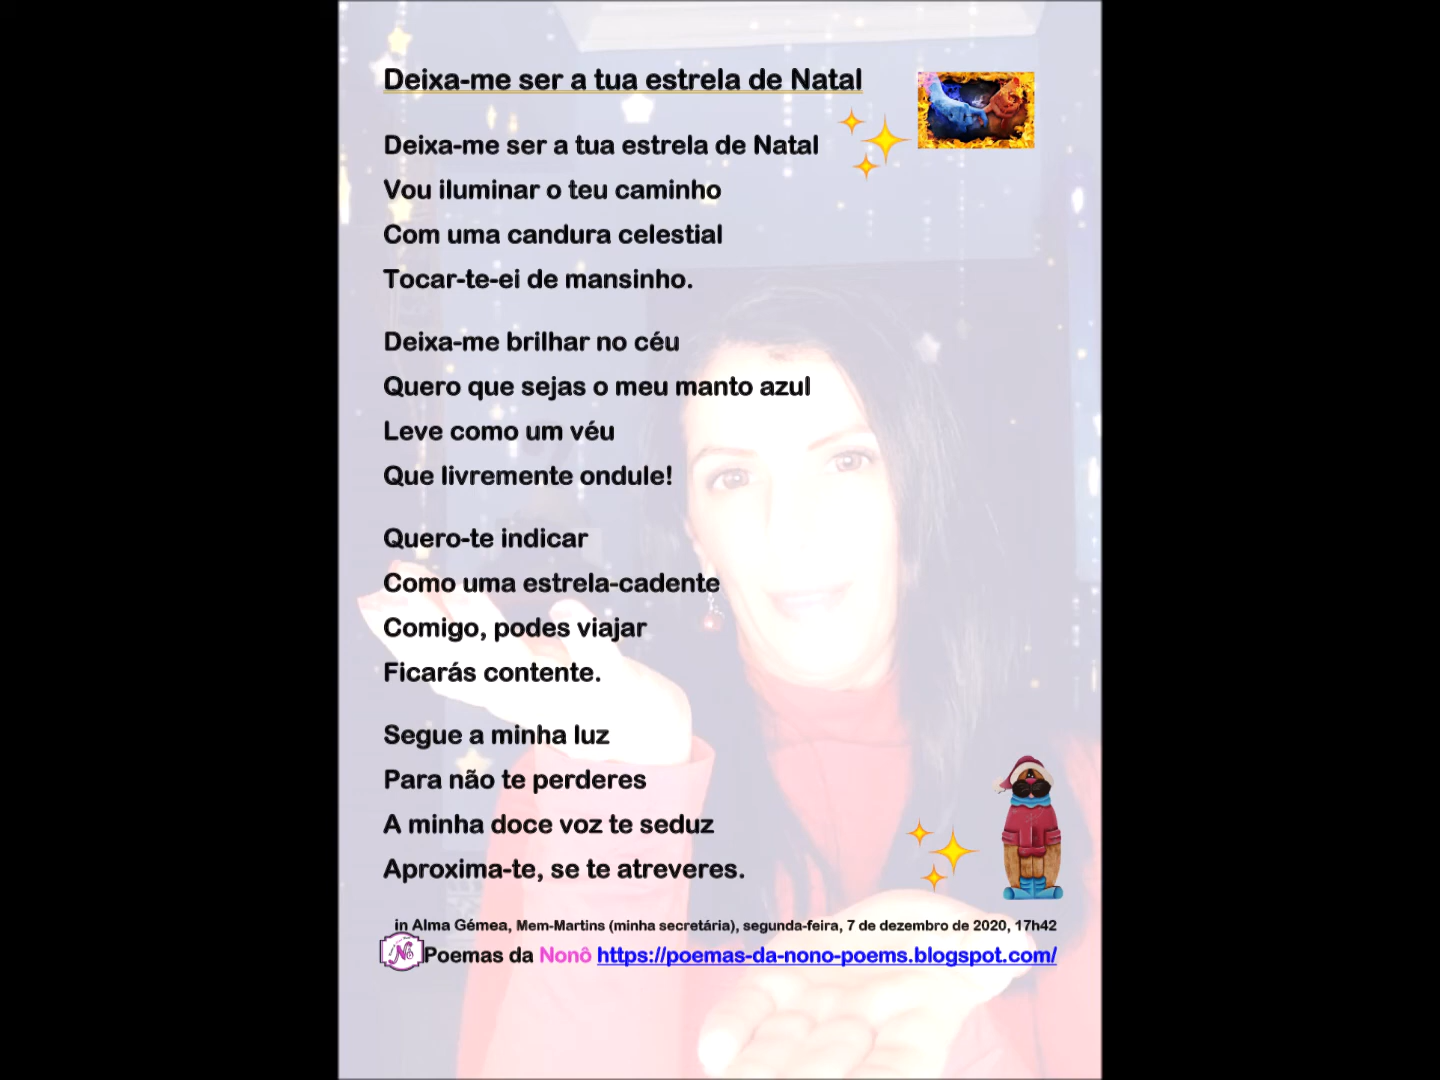 Deixa-me ser a tua estrela de Natal
Deixa-me ser a tua estrela de Natal
Vou iluminar o teu caminho
Com uma candura celestial
Tocar-te-ei de mansinho.
Deixa-me brilhar no céu
Quero que sejas o meu manto azul
Leve como um véu
Que livremente ondule!
Quero-te indicar
Como uma estrela-cadente
Comigo, podes viajar
Ficarás contente.
Segue a minha luz
Para não te perderes
A minha doce voz te seduz
Aproxima-te, se te atreveres.
in Alma Gémea, Mem-Martins (minha secretária), segunda-feira, 7 de dezembro de 2020, 17h42
Poemas da Nonô https://poemas-da-nono-poems.blogspot.com/